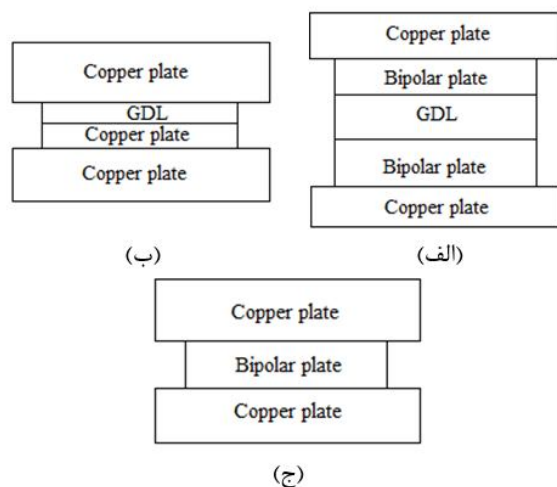 Copper plate
GDL
Copper plate
Copper plate
(ب)
Copper plate
Bipolar plate
GDL
Bipolar plate
Copper plate
(الف)
Copper plate
Bipolar plate
Copper plate
(ج)